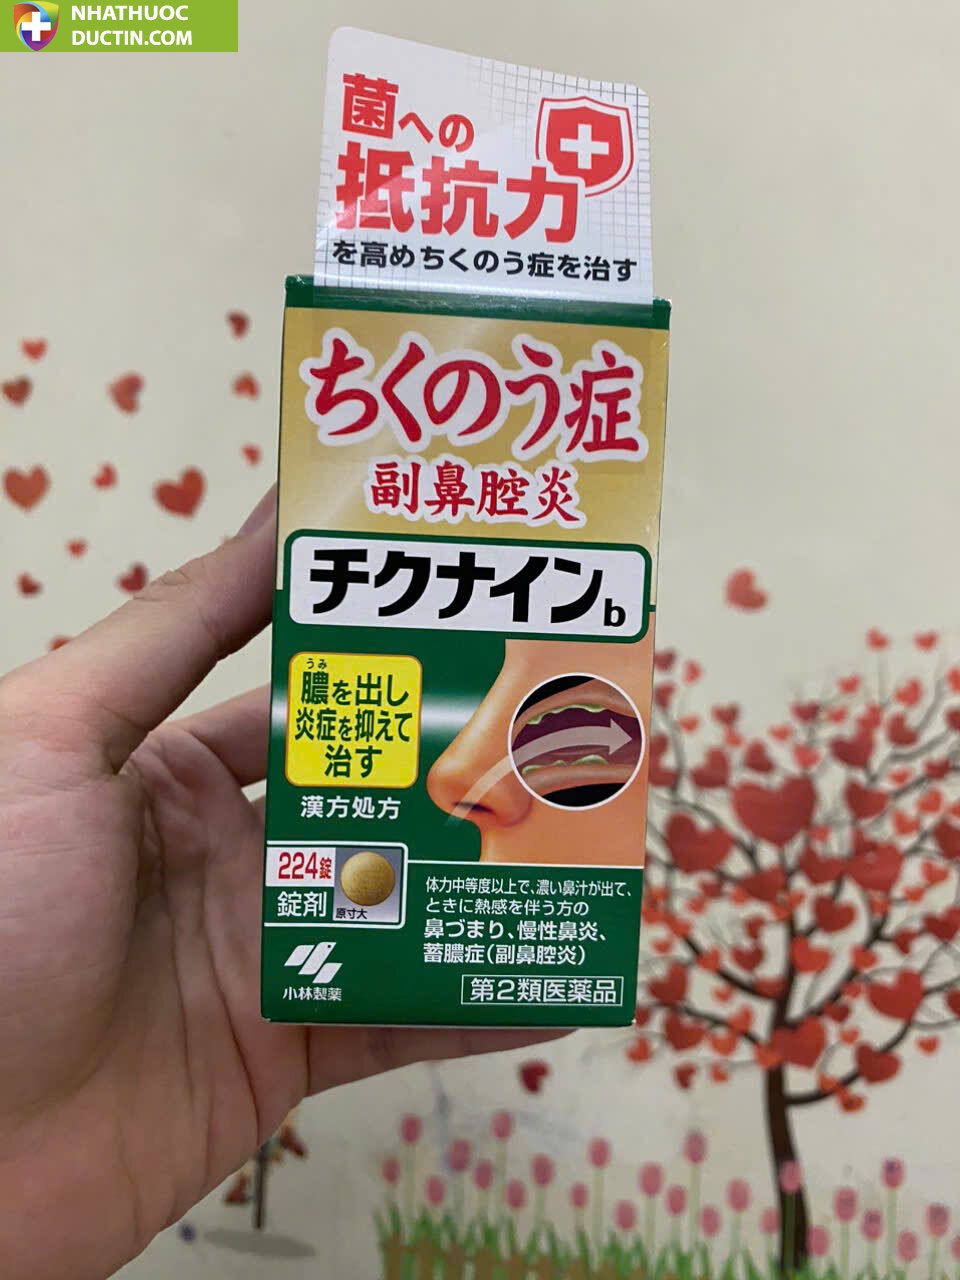 NHATHUOC
DUCTIN.COM
菌への
抵抗力
を高めちくのう症を治す
ちくのう症
副鼻腔炎
チクナインb
うみ
膿を出し
炎症を抑えて
治す
漢方処方
224錠
錠剤
原寸大
体力中等度以上で、濃い鼻汁が出て、
ときに熱感を伴う方の
鼻づまり、慢性鼻炎、
蓄膿症(副鼻腔炎)
小林製薬
第2類医薬品